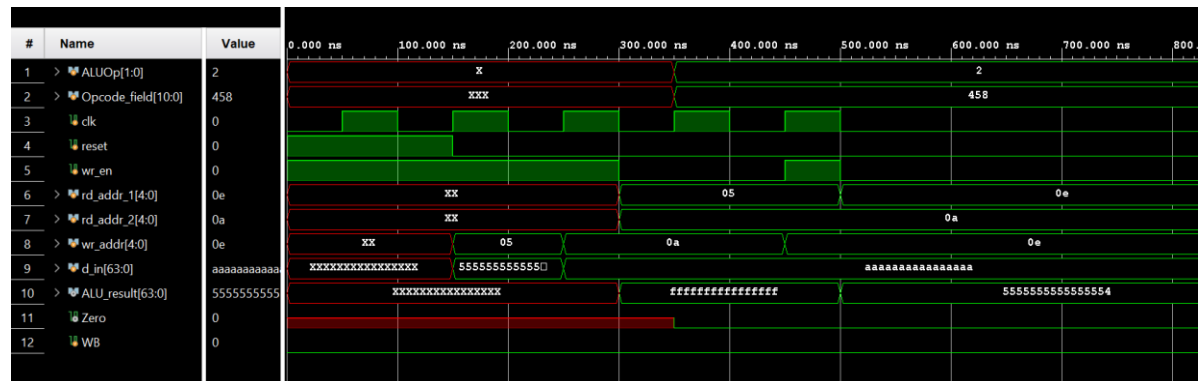 # Name Value 0.000 ns 100.000 ns 200.000 ns 300.000 ns 400.000 ns 500.000 ns 600.000 ns 700.000 ns 800.
1 > ALUOp[1:0] 2 X 2
2 > Opcode_field[10:0] 458 XXX 458
3 clk 0
4 reset 0
5 wr_en 0
6 > rd_addr_1[4:0] 0e XX 05 0e
7 > rd_addr_2[4:0] 0a XX 0a
8 > wr_addr[4:0] 0e XX 05 0a 0e
9 > d_in[63:0] aaaaaaaaaaa. XXXXXXXXXXXXXXXX 555555555555□ aaaaaaaaaaaaaaaa
10 > ALU_result[63:0] 5555555555 XXXXXXXXXXXXXXXX ffffffffffffffff 5555555555555554
11 Zero 0
12 WB 0